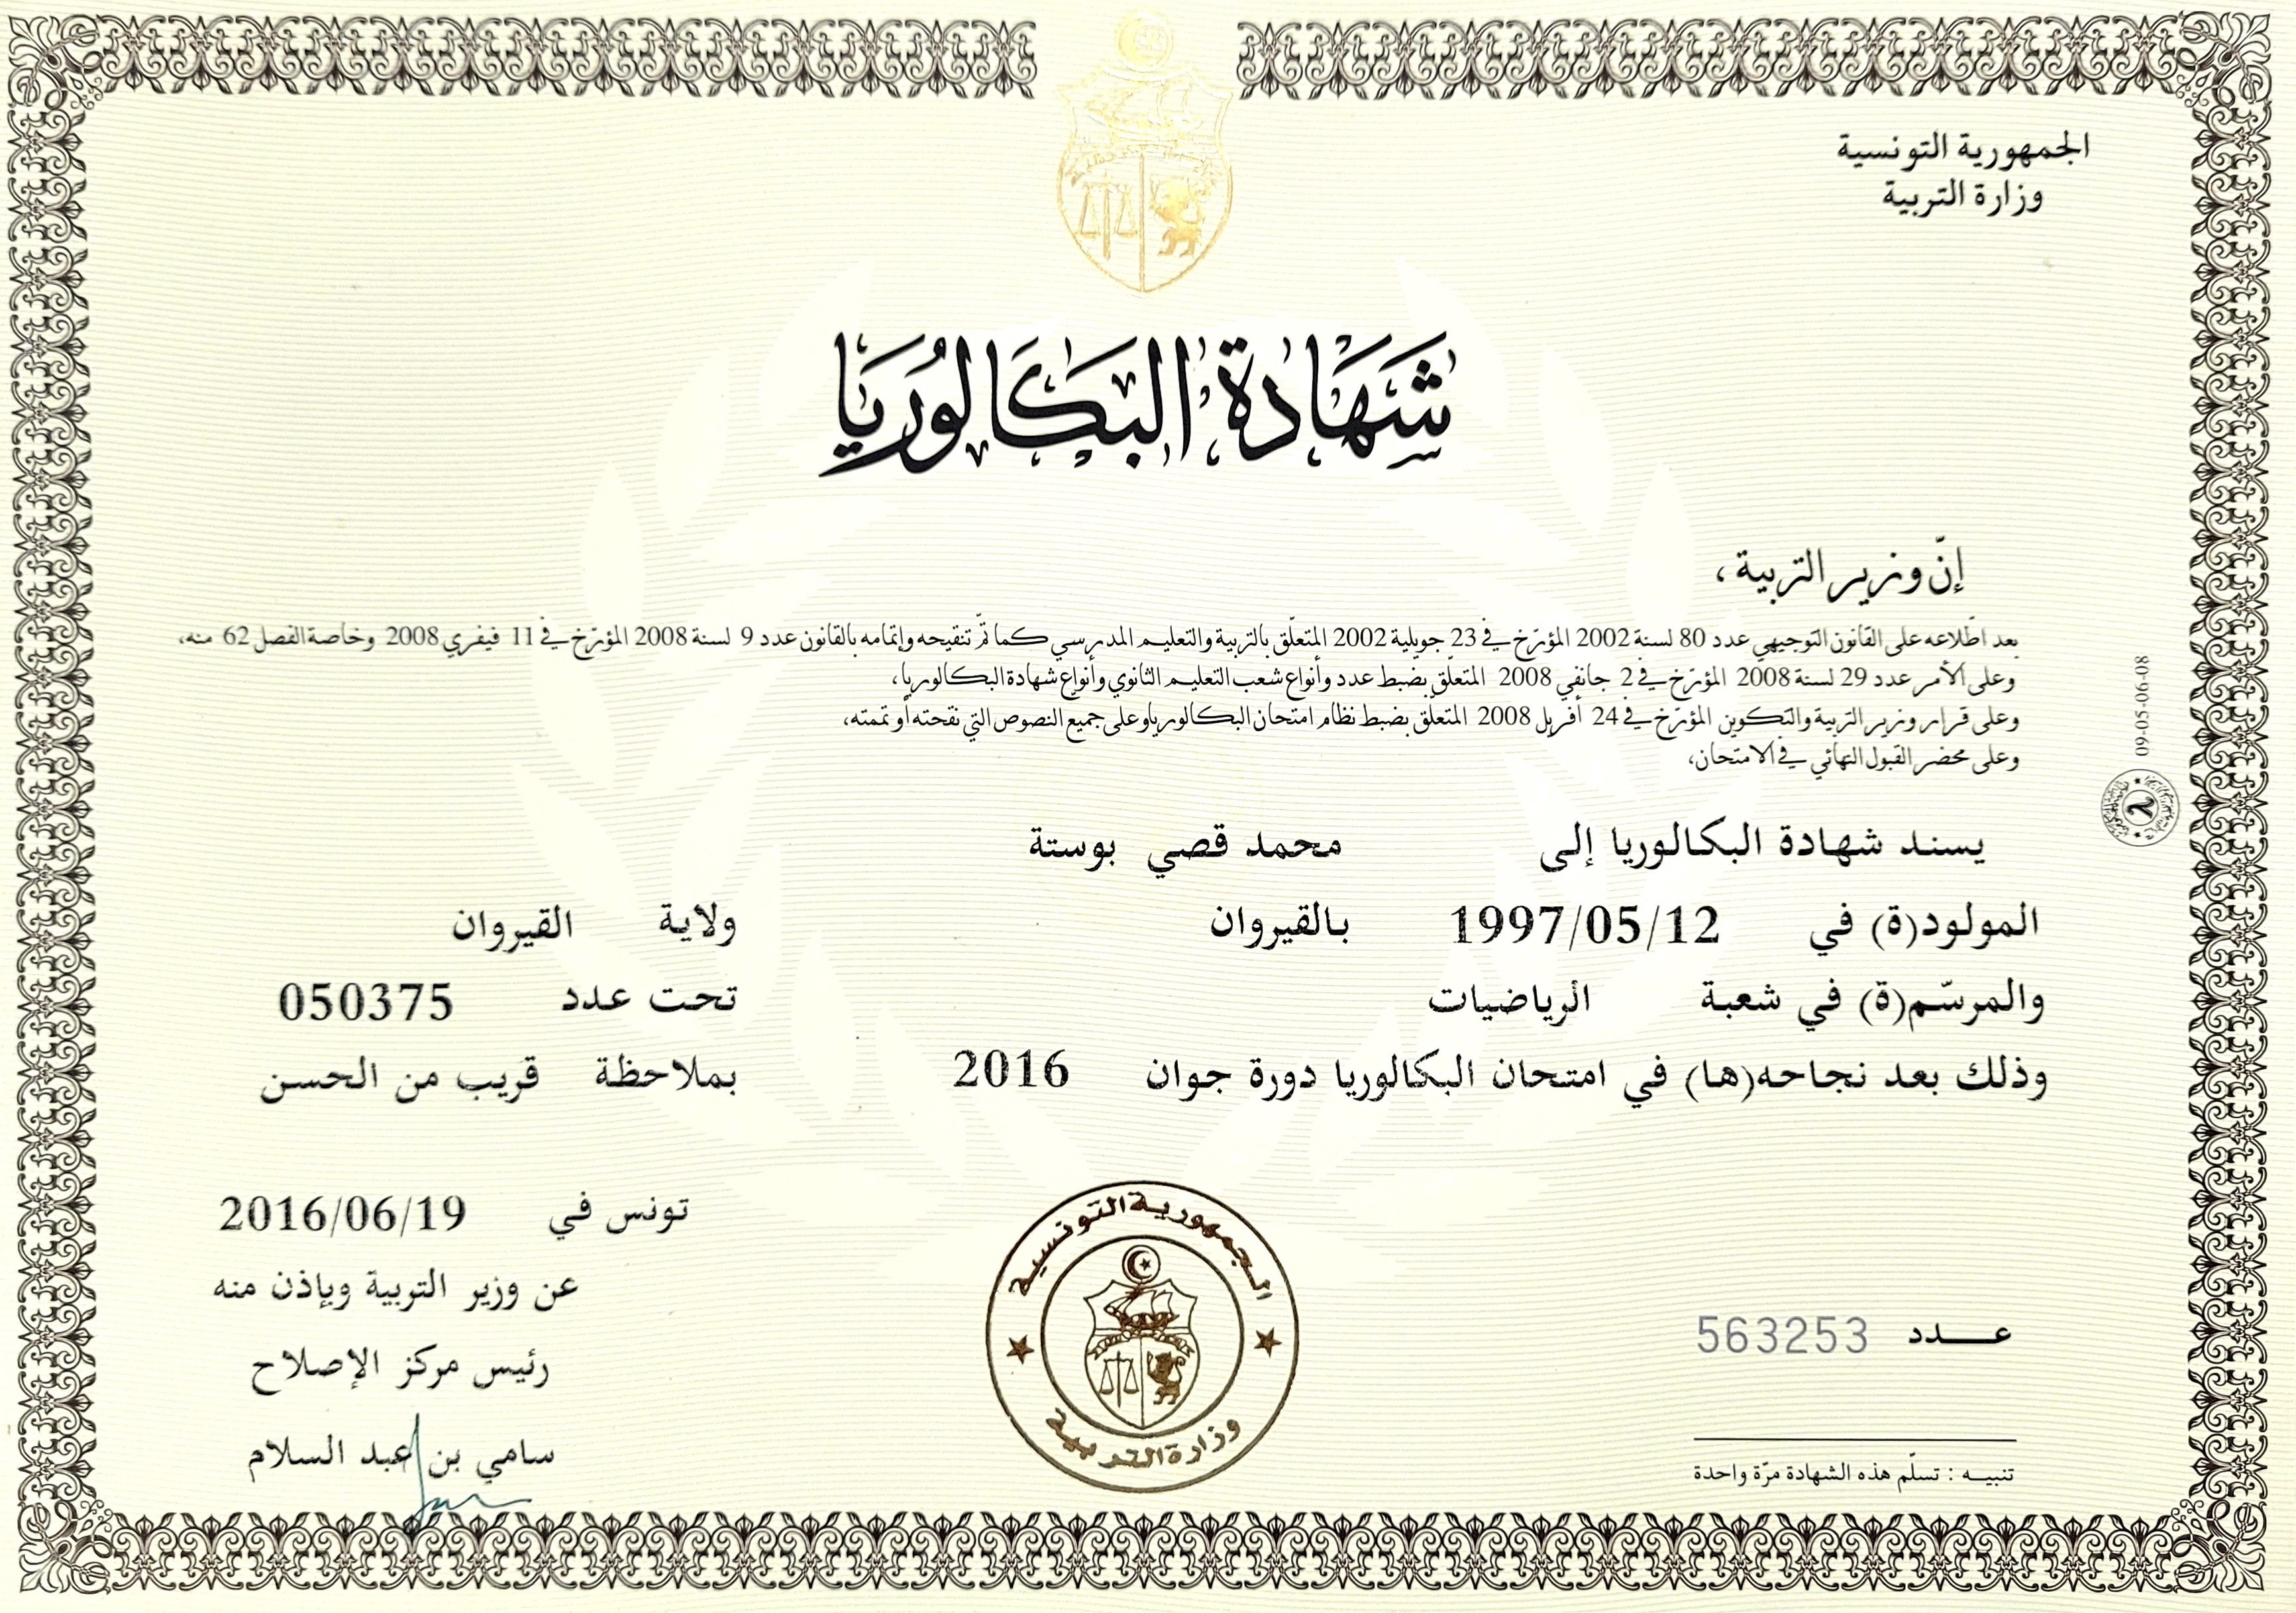 الجمهورية التونسية
وزارة التربية
شَهَادَة البَكَالُورِيَا
إنّ وزير التربية،
بعد اطّلاعه على القانون التوجيهي عدد 80 لسنة 2002 المؤرّخ في 23 جويلية 2002 المتعلّق بالتربية والتعليم المدرسي كما تمّ تنقيحه وإتمامه بالقانون عدد 9 لسنة 2008 المؤرّخ في 11 فيفري 2008 وخاصة الفصل 62 منه،
وعلى الأمر عدد 29 لسنة 2008 المؤرّخ في 2 جانفي 2008 المتعلّق بضبط عدد وأنواع شعب التعليم الثانوي وأنواع شهادة البكالوريا،
وعلى قرار وزير التربية والتكوين المؤرّخ في 24 أفريل 2008 المتعلّق بضبط نظام امتحان البكالوريا وعلى جميع النصوص التي نقحته أو تممته،
وعلى محضر القبول النهائي في الامتحان،
يسند شهادة البكالوريا إلى محمد قصي بوستة
المولود(ة) في 1997/05/12 بالقيروان ولاية القيروان
والمرسّم(ة) في شعبة الرياضيات تحت عدد 050375
وذلك بعد نجاحه(ها) في امتحان البكالوريا دورة جوان 2016 بملاحظة قريب من الحسن
تونس في 2016/06/19
عن وزير التربية وبإذن منه
رئيس مركز الإصلاح
سامي بن عبد السلام
الجمهورية التونسية
وزارة التربية
عـــدد 563253
تنبيـه : تسلّم هذه الشهادة مرّة واحدة
09-05-06-08